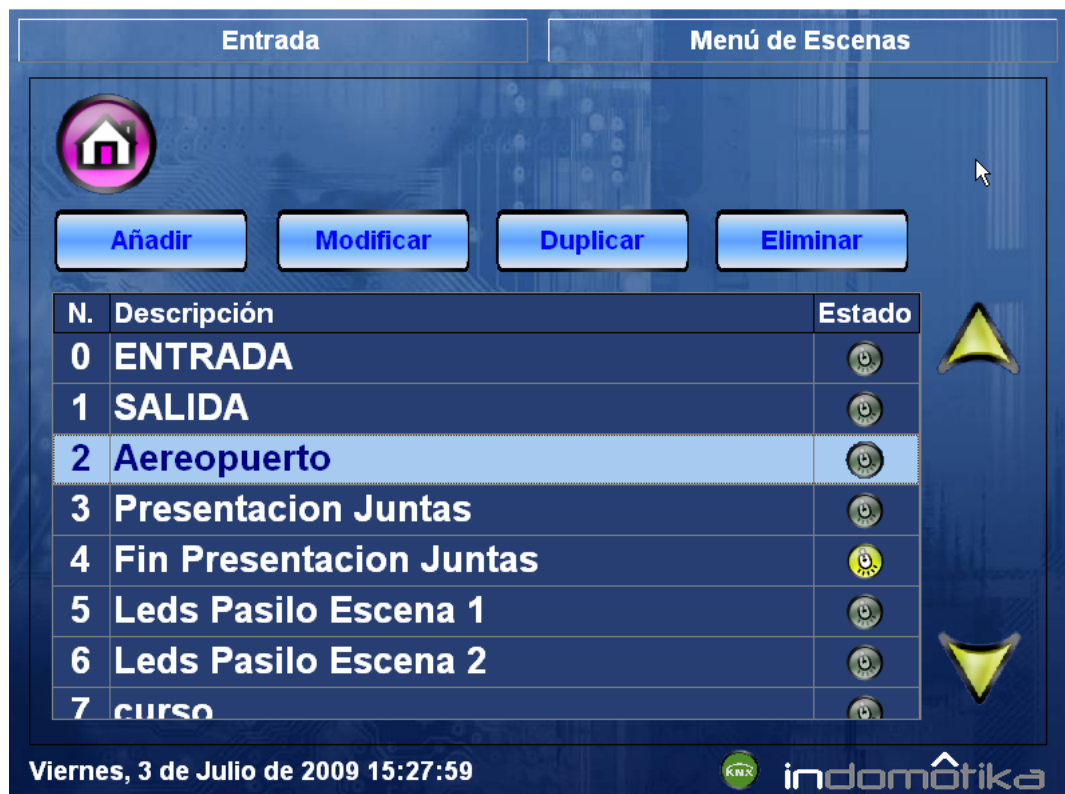 Entrada Menú de Escenas
Añadir Modificar Duplicar Eliminar
N. Descripción Estado
0 ENTRADA
1 SALIDA
2 Aereopuerto
3 Presentacion Juntas
4 Fin Presentacion Juntas
5 Leds Pasilo Escena 1
6 Leds Pasilo Escena 2
7 curso
Viernes, 3 de Julio de 2009 15:27:59 KNX indomôtika